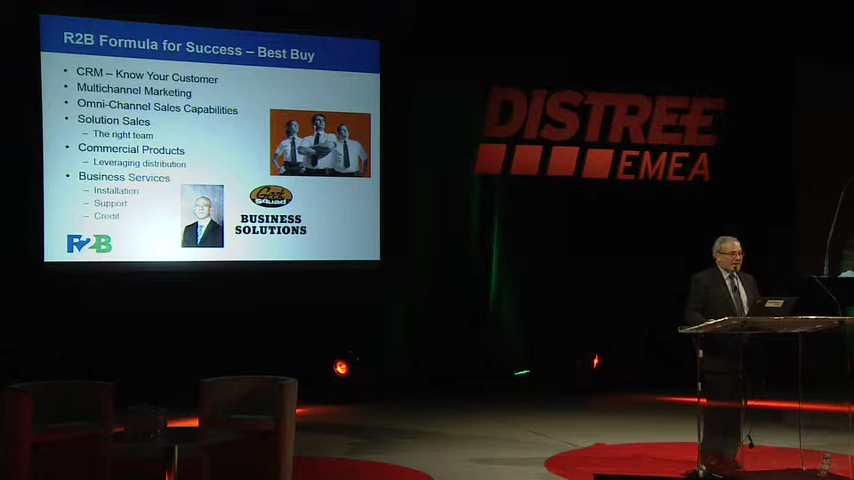 R2B Formula for Success – Best Buy
• CRM – Know Your Customer
• Multichannel Marketing
• Omni-Channel Sales Capabilities
• Solution Sales
– The right team
• Commercial Products
– Leveraging distribution
• Business Services
– Installation
– Support
– Credit
Geek
Squad
BUSINESS
SOLUTIONS
R2B
DISTREE
EMEA